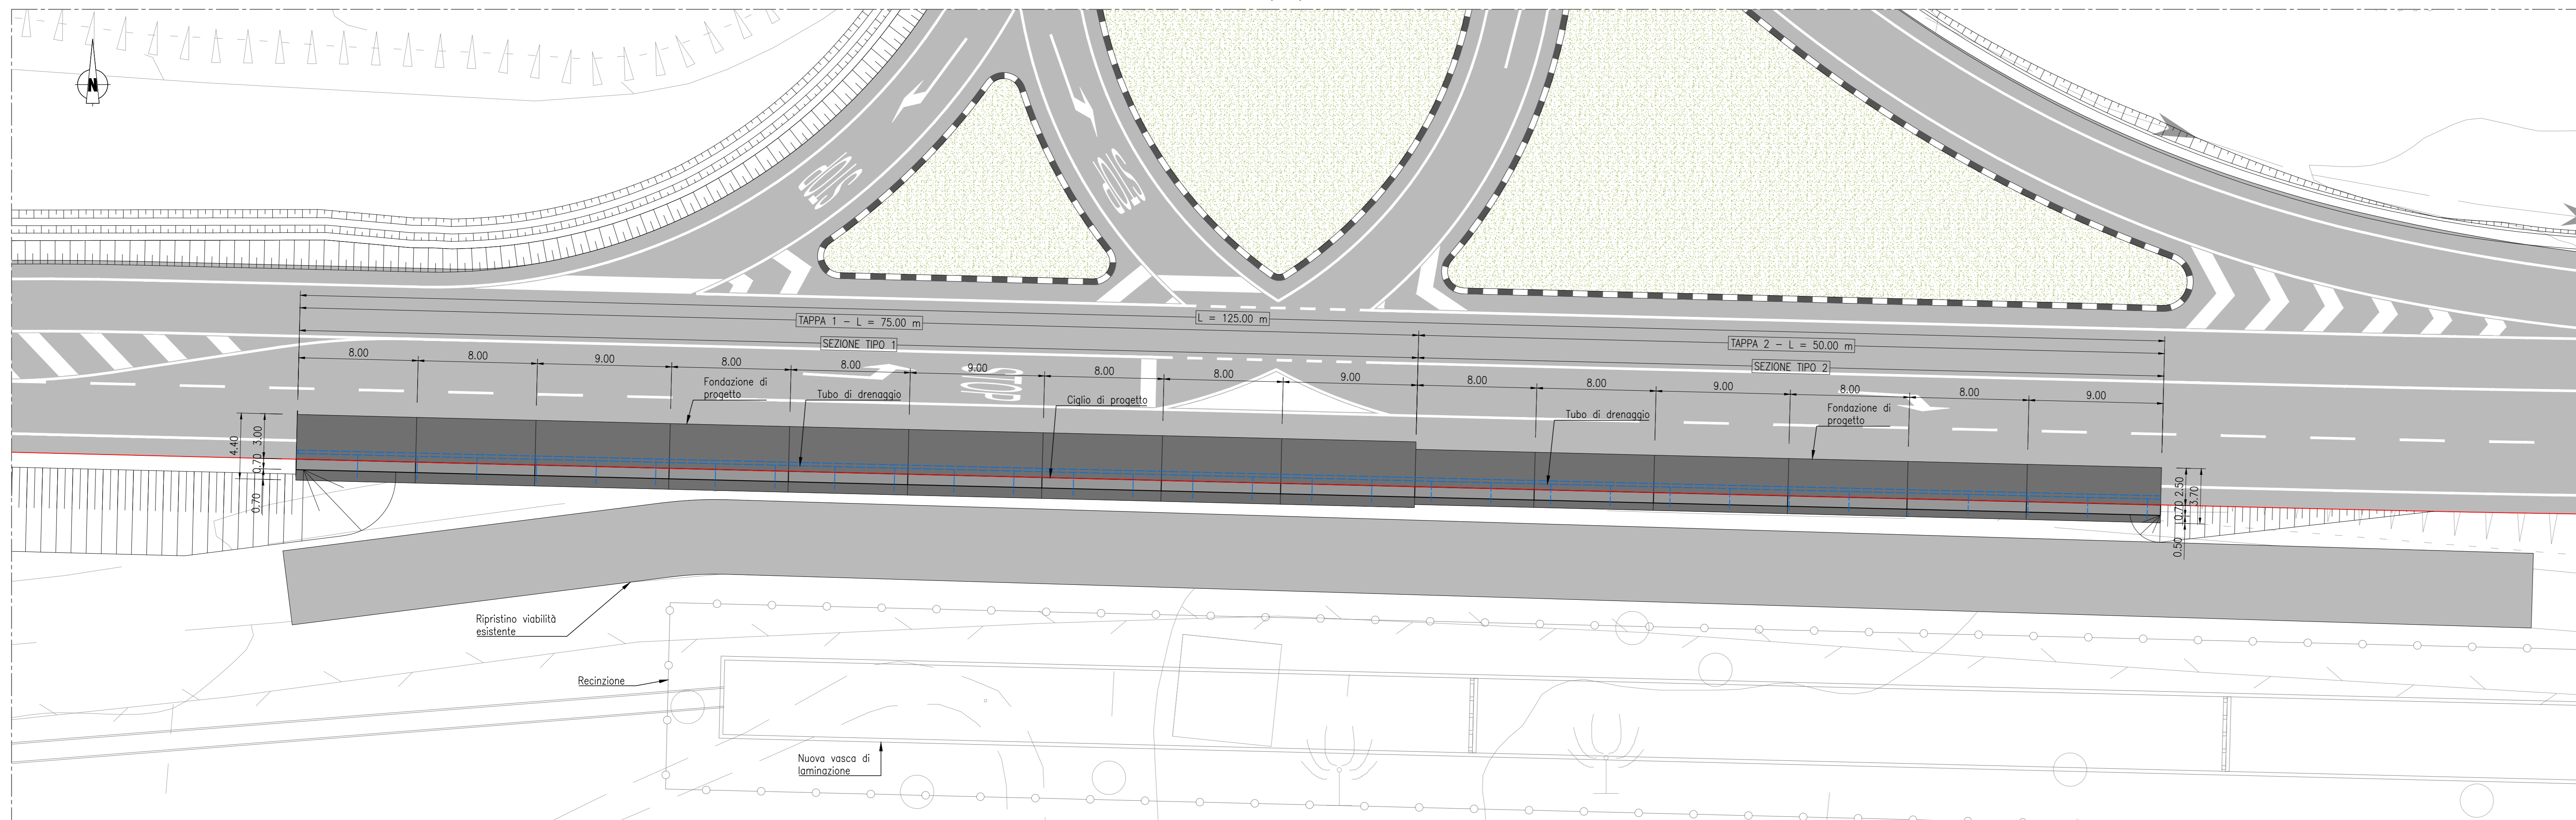 N
STOP
STOP
L = 125.00 m
TAPPA 1 - L = 75.00 m
TAPPA 2 - L = 50.00 m
SEZIONE TIPO 1
SEZIONE TIPO 2
8.00
8.00
9.00
8.00
8.00
9.00
8.00
8.00
9.00
8.00
8.00
9.00
8.00
8.00
9.00
STOP
Fondazione di
progetto
Tubo di drenaggio
Ciglio di progetto
Tubo di drenaggio
Fondazione di
progetto
4.40
3.00
0.70
0.70
2.50
3.70
0.70
0.50
Ripristino viabilità
esistente
Recinzione
Nuova vasca di
laminazione